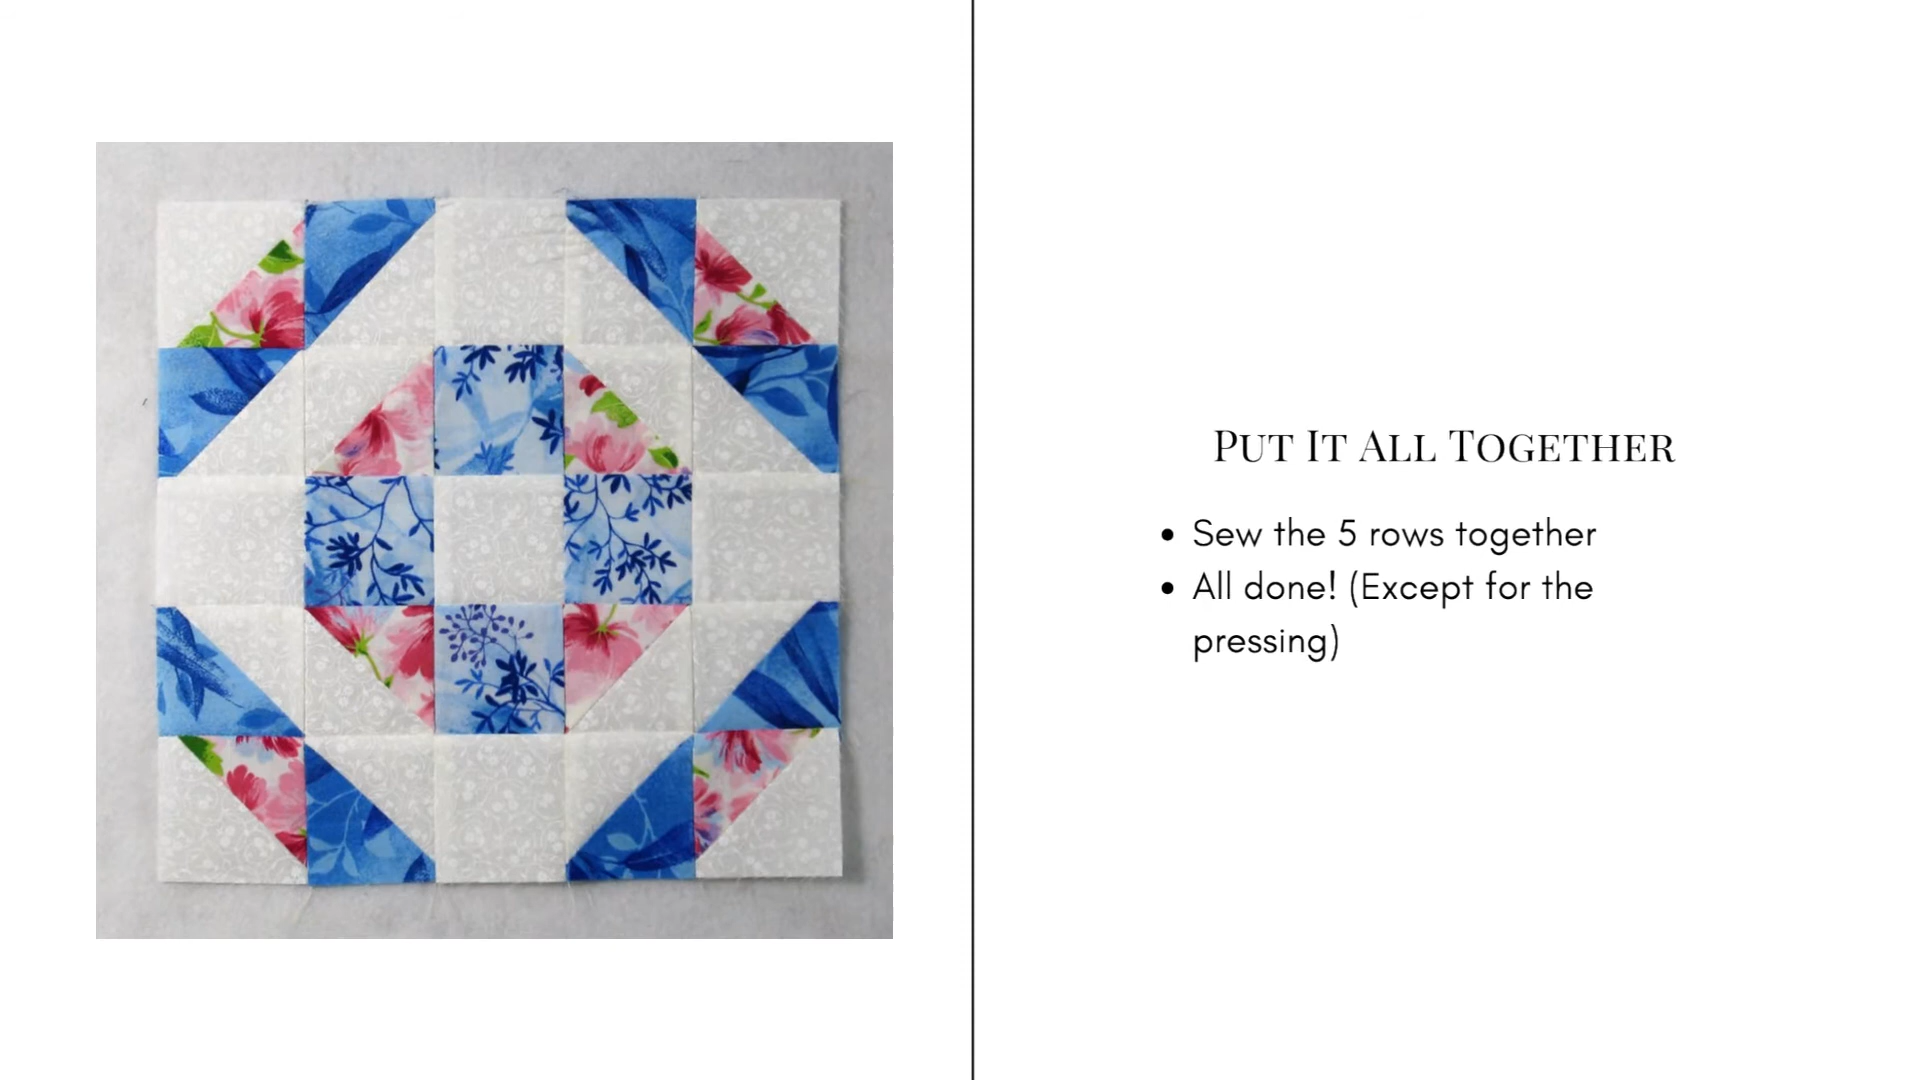 Put It All Together
• Sew the 5 rows together
• All done! (Except for the
pressing)